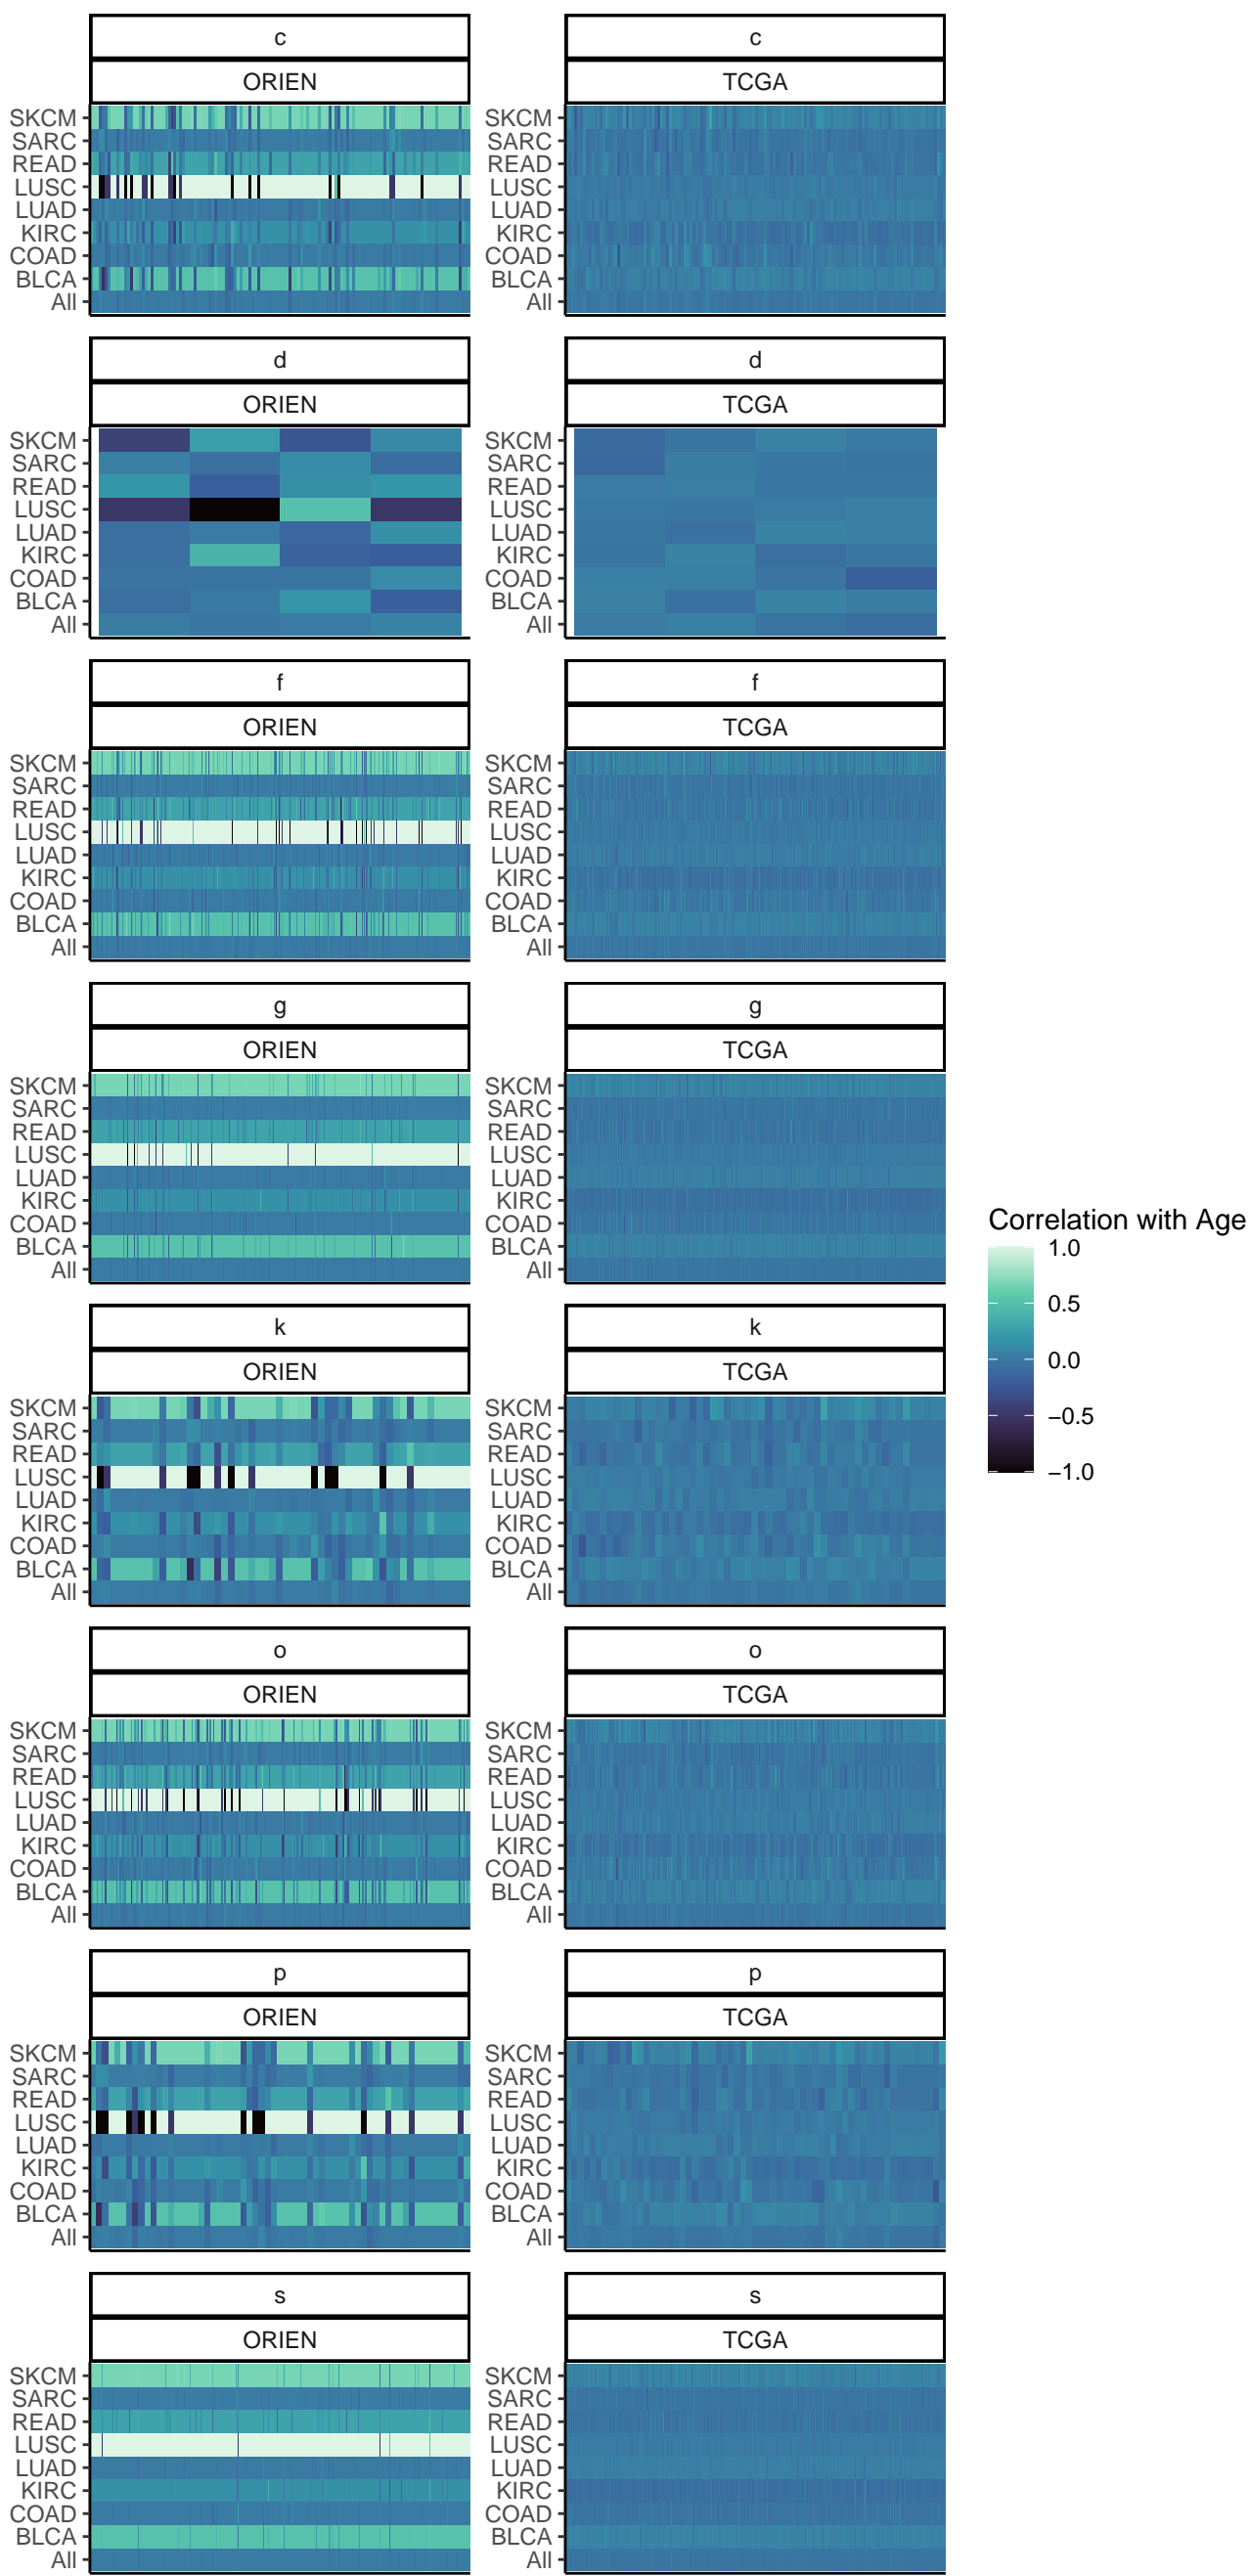 c c
ORIEN TCGA
SKCM SKCM
SARC SARC
READ READ
LUSC LUSC
LUAD LUAD
KIRC KIRC
COAD COAD
BLCA BLCA
All All
d d
ORIEN TCGA
SKCM SKCM
SARC SARC
READ READ
LUSC LUSC
LUAD LUAD
KIRC KIRC
COAD COAD
BLCA BLCA
All All
f f
ORIEN TCGA
SKCM SKCM
SARC SARC
READ READ
LUSC LUSC
LUAD LUAD
KIRC KIRC
COAD COAD
BLCA BLCA
All All
g g
ORIEN TCGA
SKCM SKCM
SARC SARC
READ READ
LUSC LUSC
LUAD LUAD
KIRC KIRC
COAD COAD
BLCA BLCA
All All
k k
ORIEN TCGA
SKCM SKCM
SARC SARC
READ READ
LUSC LUSC
LUAD LUAD
KIRC KIRC
COAD COAD
BLCA BLCA
All All
o o
ORIEN TCGA
SKCM SKCM
SARC SARC
READ READ
LUSC LUSC
LUAD LUAD
KIRC KIRC
COAD COAD
BLCA BLCA
All All
p p
ORIEN TCGA
SKCM SKCM
SARC SARC
READ READ
LUSC LUSC
LUAD LUAD
KIRC KIRC
COAD COAD
BLCA BLCA
All All
s s
ORIEN TCGA
SKCM SKCM
SARC SARC
READ READ
LUSC LUSC
LUAD LUAD
KIRC KIRC
COAD COAD
BLCA BLCA
All All
Correlation with Age
1.0
0.5
0.0
−0.5
−1.0